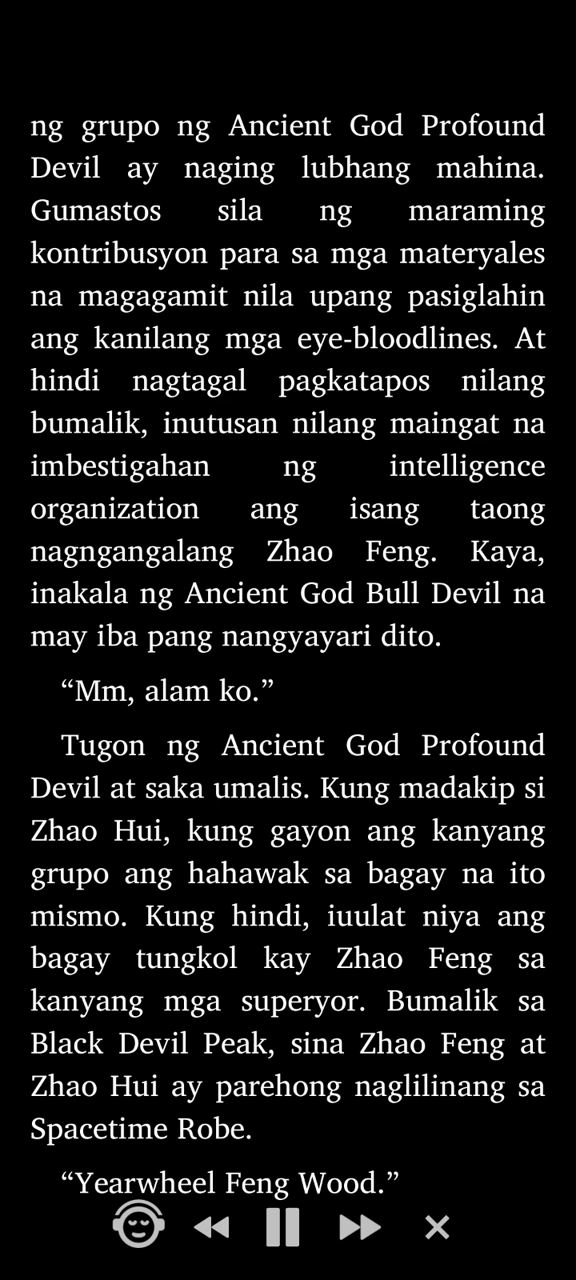 ng grupo ng Ancient God Profound
Devil ay naging lubhang mahina.
Gumastos sila ng maraming
kontribusyon para sa mga materyales
na magagamit nila upang pasiglahin
ang kanilang mga eye-bloodlines. At
hindi nagtagal pagkatapos nilang
bumalik, inutusan nilang maingat na
imbestigahan ng intelligence
organization ang isang taong
nagngangalang Zhao Feng. Kaya,
inakala ng Ancient God Bull Devil na
may iba pang nangyayari dito.
“Mm, alam ko.”
Tugon ng Ancient God Profound
Devil at saka umalis. Kung madakip si
Zhao Hui, kung gayon ang kanyang
grupo ang hahawak sa bagay na ito
mismo. Kung hindi, iuulat niya ang
bagay tungkol kay Zhao Feng sa
kanyang mga superyor. Bumalik sa
Black Devil Peak, sina Zhao Feng at
Zhao Hui ay parehong naglilinang sa
Spacetime Robe.
“Yearwheel Feng Wood.”